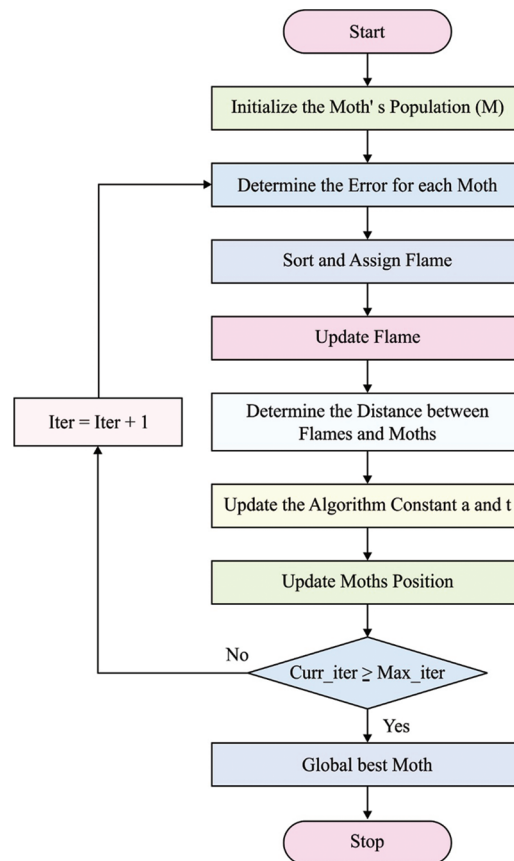 Start
Initialize the Moth' s Population (M)
Determine the Error for each Moth
Sort and Assign Flame
Update Flame
Iter = Iter + 1
Determine the Distance between
Flames and Moths
Update the Algorithm Constant a and t
Update Moths Position
No
Curr_iter ≥ Max_iter
Yes
Global best Moth
Stop